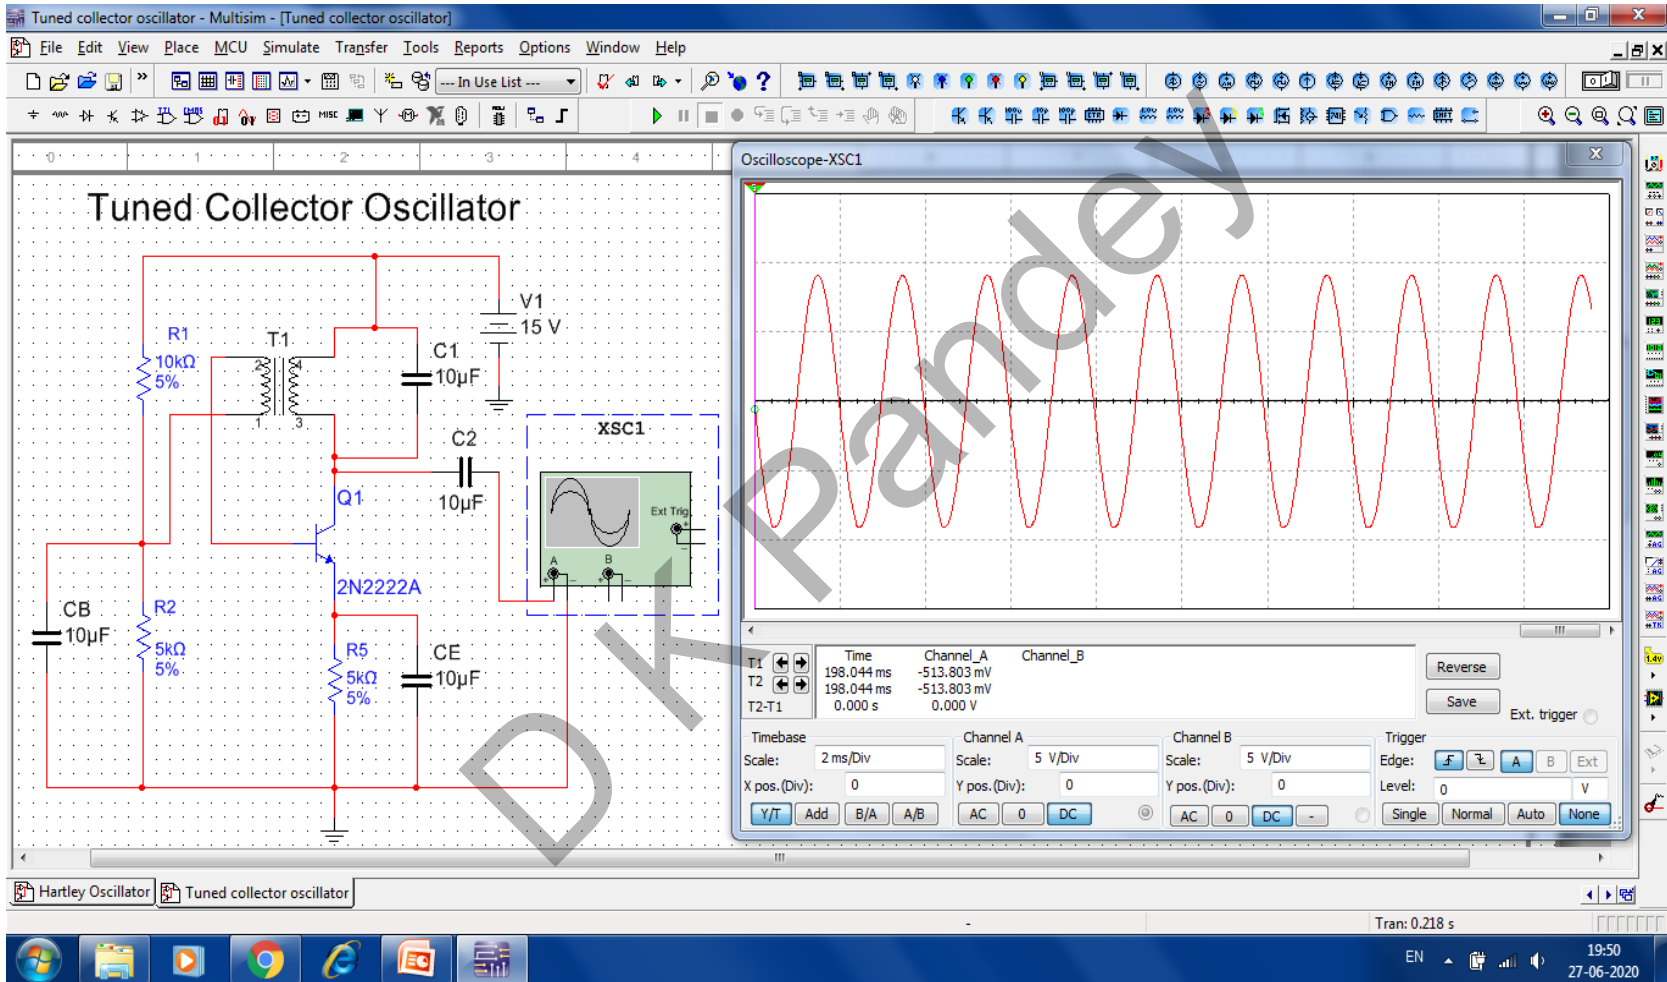 Tuned collector oscillator - Multisim - [Tuned collector oscillator]
File Edit View Place MCU Simulate Transfer Tools Reports Options Window Help
--- In Use List ---
0 1 2 3 4
Tuned Collector Oscillator
V1
15 V
R1
10kΩ
5%
T1
2
4
1
3
C1
10µF
C2
10µF
Q1
2N2222A
CB
10µF
R2
5kΩ
5%
R5
5kΩ
5%
CE
10µF
XSC1
Ext Trig
+
-
A
B
+ - + -
Oscilloscope-XSC1
Time Channel_A Channel_B
T1 198.044 ms -513.803 mV
T2 198.044 ms -513.803 mV
T2-T1 0.000 s 0.000 V
Reverse
Save
Ext. trigger
Timebase
Scale: 2 ms/Div
X pos.(Div): 0
Y/T Add B/A A/B
Channel A
Scale: 5 V/Div
Y pos.(Div): 0
AC 0 DC
Channel B
Scale: 5 V/Div
Y pos.(Div): 0
AC 0 DC -
Trigger
Edge: A B Ext
Level: 0 V
Single Normal Auto None
D K Pandey
Hartley Oscillator Tuned collector oscillator
-
Tran: 0.218 s
EN
19:50
27-06-2020